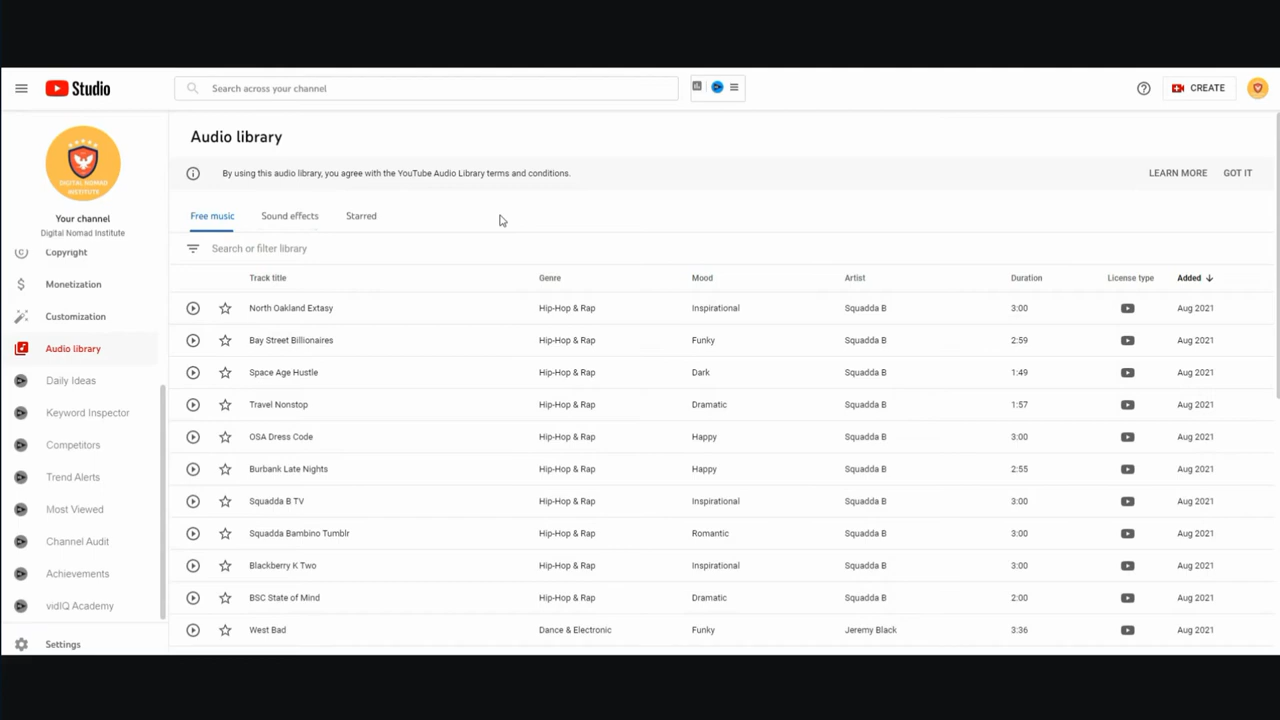 Studio
Search across your channel
CREATE
DIGITAL NOMAD
INSTITUTE
Your channel
Digital Nomad Institute
Copyright
Monetization
Customization
Audio library
Daily Ideas
Keyword Inspector
Competitors
Trend Alerts
Most Viewed
Channel Audit
Achievements
vidIQ Academy
Settings
Audio library
By using this audio library, you agree with the YouTube Audio Library terms and conditions. LEARN MORE GOT IT
Free music Sound effects Starred
Search or filter library
Track title Genre Mood Artist Duration License type Added
North Oakland Extasy Hip-Hop & Rap Inspirational Squadda B 3:00 Aug 2021
Bay Street Billionaires Hip-Hop & Rap Funky Squadda B 2:59 Aug 2021
Space Age Hustle Hip-Hop & Rap Dark Squadda B 1:49 Aug 2021
Travel Nonstop Hip-Hop & Rap Dramatic Squadda B 1:57 Aug 2021
OSA Dress Code Hip-Hop & Rap Happy Squadda B 3:00 Aug 2021
Burbank Late Nights Hip-Hop & Rap Happy Squadda B 2:55 Aug 2021
Squadda B TV Hip-Hop & Rap Inspirational Squadda B 3:00 Aug 2021
Squadda Bambino Tumblr Hip-Hop & Rap Romantic Squadda B 3:00 Aug 2021
Blackberry K Two Hip-Hop & Rap Inspirational Squadda B 3:00 Aug 2021
BSC State of Mind Hip-Hop & Rap Dramatic Squadda B 2:00 Aug 2021
West Bad Dance & Electronic Funky Jeremy Black 3:36 Aug 2021